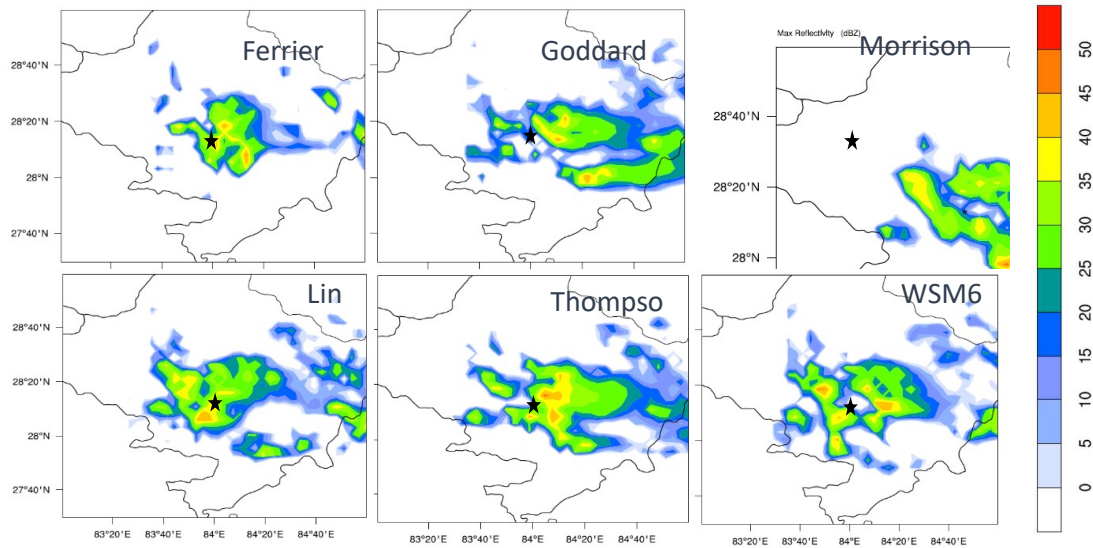 Ferrier
Goddard
Max Reflectivity (dBZ)
Morrison
28°40'N
28°20'N
28°N
27°40'N
28°40'N
28°20'N
28°N
Lin
Thompso
WSM6
28°40'N
28°20'N
28°N
27°40'N
83°20'E 83°40'E 84°E 84°20'E 84°40'E
83°20'E 83°40'E 84°E 84°20'E 84°40'E
83°20'E 83°40'E 84°E 84°20'E 84°40'E
50
45
40
35
30
25
20
15
10
5
0